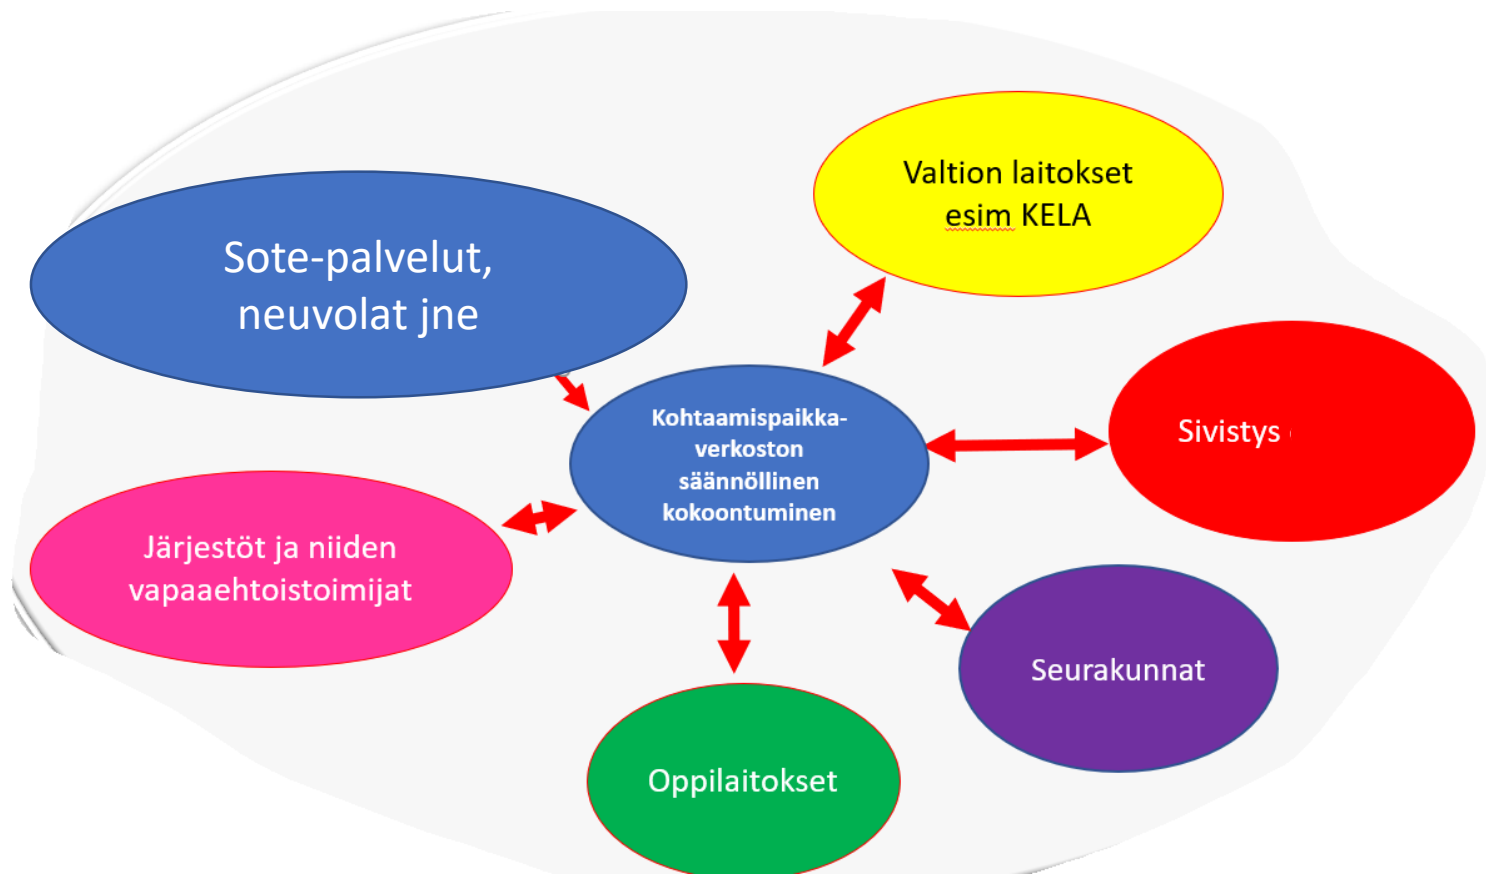 Valtion laitokset
esim KELA
Sote-palvelut,
neuvolat jne
Kohtaamispaikka-
verkoston
säännöllinen
kokoontuminen
Sivistys
Järjestöt ja niiden
vapaaehtoistoimijat
Seurakunnat
Oppilaitokset